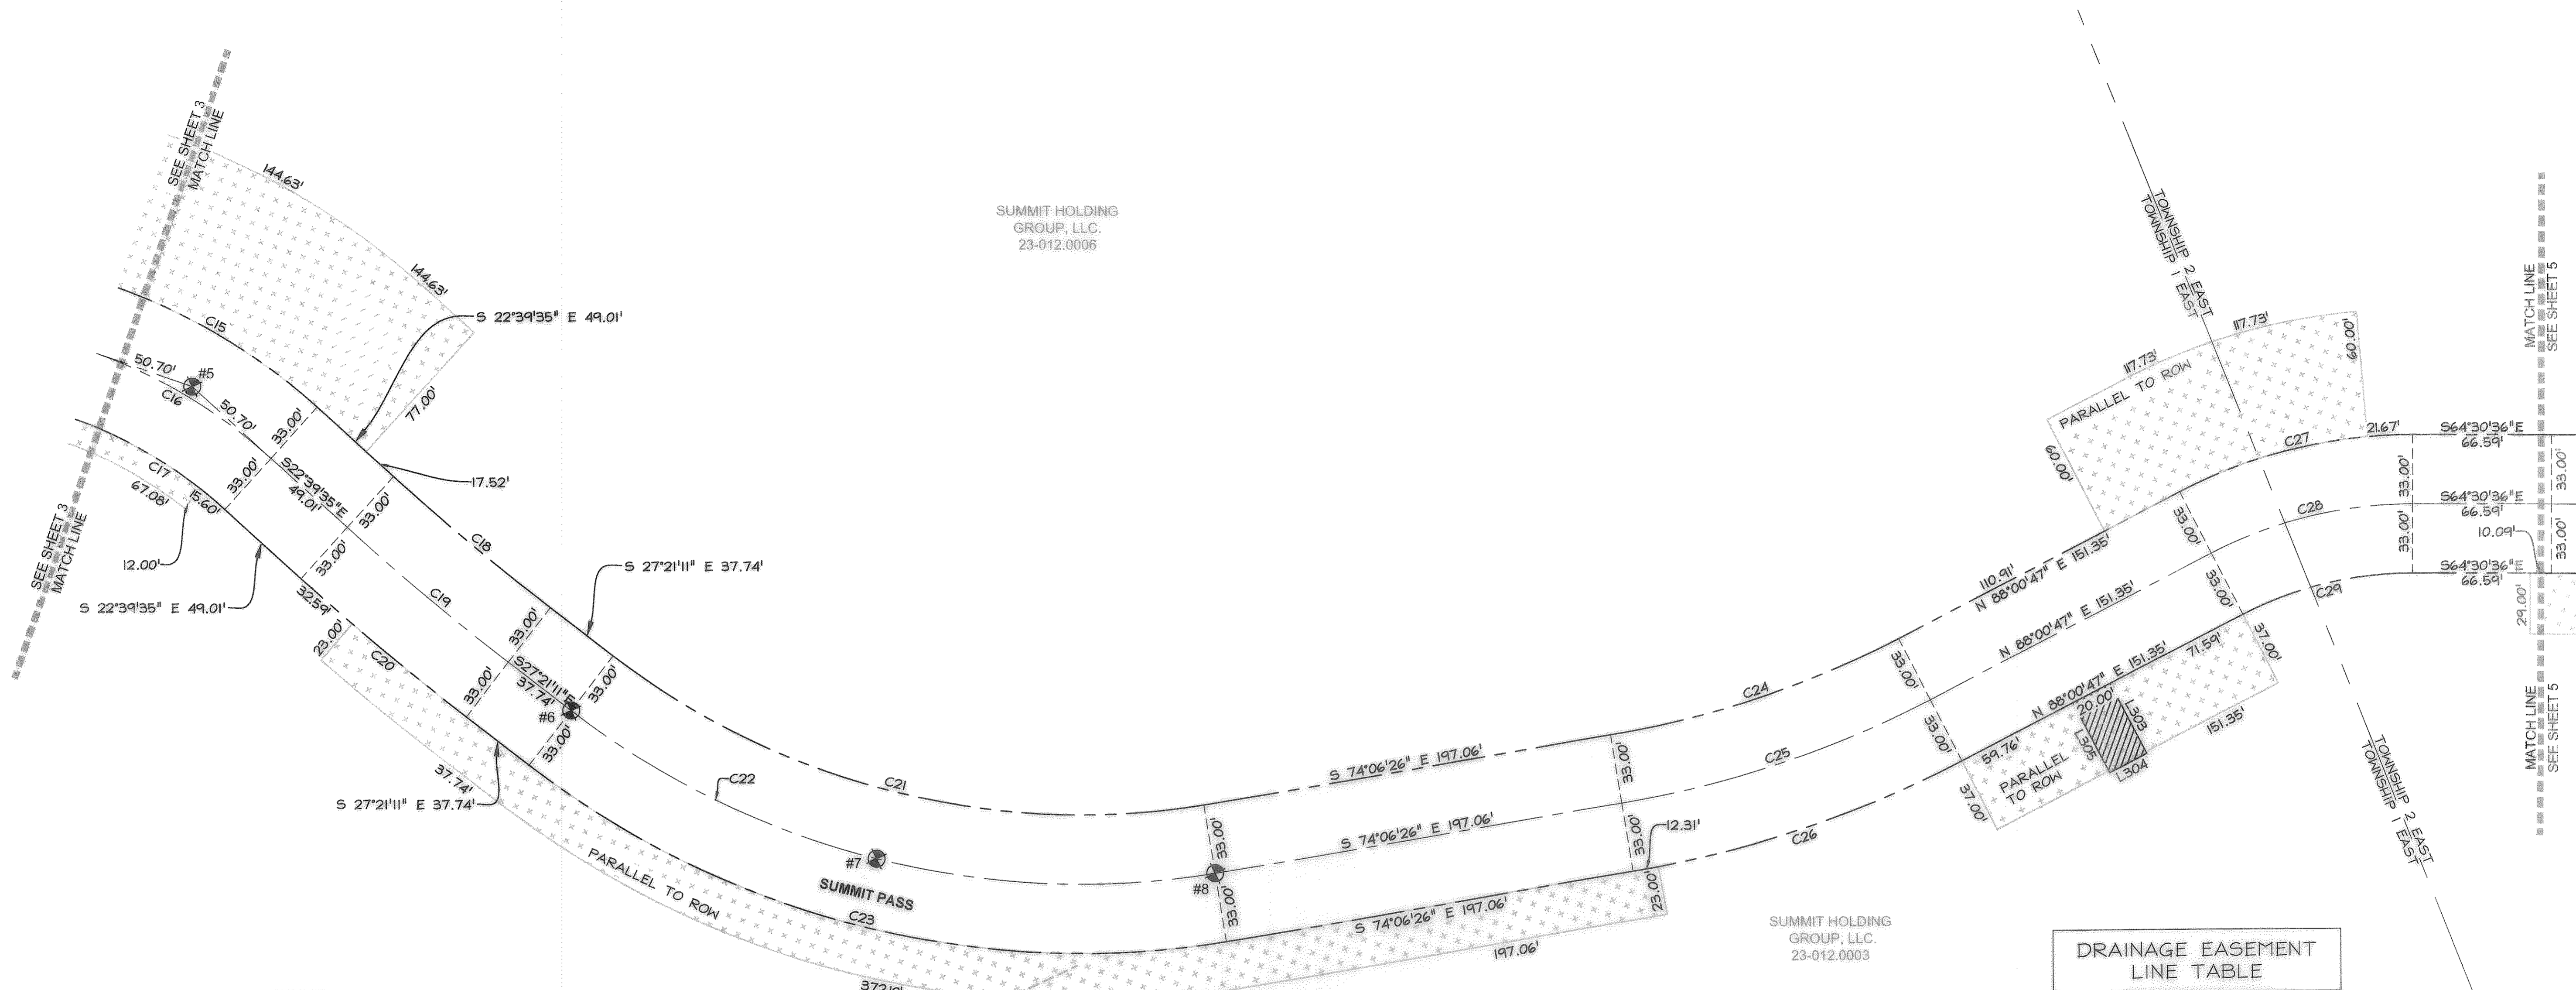 SEE SHEET 3
MATCH LINE
144.63'
144.63'
S 22°39'35" E 49.01'
77.00'
17.52'
C15
50.70'
#5
C16
50.70'
33.00'
33.00'
S22°39'35"E
49.01'
33.00'
33.00'
C17
67.08'
15.60'
12.00'
S 22°39'35" E 49.01'
SEE SHEET 3
MATCH LINE
32.59'
23.00'
C18
C19
C20
S 27°21'11" E 37.74'
33.00'
33.00'
S27°21'11"E
37.74'
#6
33.00'
33.00'
37.74'
S 27°21'11" E 37.74'
SUMMIT HOLDING
GROUP, LLC.
23-012.0006
C21
C22
#7
SUMMIT PASS
C23
PARALLEL TO ROW
#8
33.00'
33.00'
S 74°06'26" E 197.06'
S 74°06'26" E 197.06'
S 74°06'26" E 197.06'
197.06'
33.00'
33.00'
12.31'
23.00'
C24
C25
C26
33.00'
33.00'
37.00'
110.91'
N 88°00'47" E 151.35'
N 88°00'47" E 151.35'
N 88°00'47" E 151.35'
59.76'
20.00'
71.59'
L303
L304
L305
PARALLEL
TO ROW
151.35'
37.00'
33.00'
33.00'
60.00'
PARALLEL TO ROW
117.73'
117.73'
60.00'
TOWNSHIP 2 EAST
TOWNSHIP 1 EAST
C27
21.67'
C28
C29
S64°30'36"E
66.59'
S64°30'36"E
66.59'
S64°30'36"E
66.59'
33.00'
33.00'
33.00'
33.00'
10.09'
29.00'
MATCH LINE
SEE SHEET 5
MATCH LINE
SEE SHEET 5
TOWNSHIP 2 EAST
TOWNSHIP 1 EAST
SUMMIT HOLDING
GROUP, LLC.
23-012.0003
DRAINAGE EASEMENT
LINE TABLE